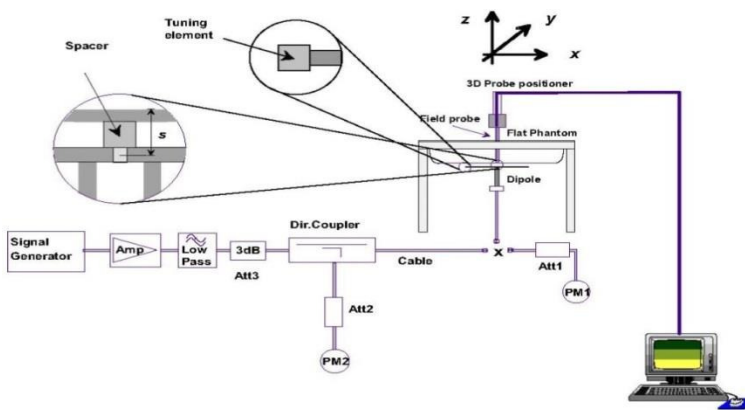 Tuning
element
Spacer
s
z
y
x
3D Probe positioner
Field probe
Flat Phantom
Dipole
Dir.Coupler
Signal
Generator
Amp
Low
Pass
3dB
Att3
Cable
x
Att1
PM1
Att2
PM2